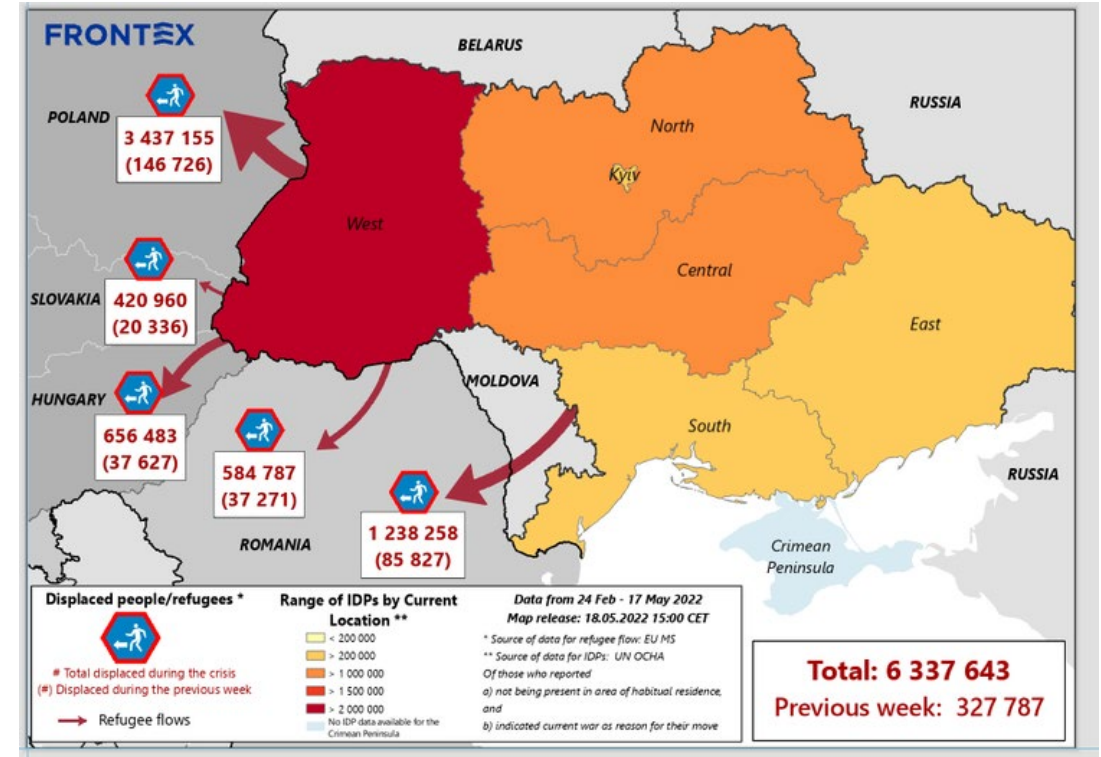 FRONTEX
BELARUS
RUSSIA
POLAND
3 437 155
(146 726)
North
Kyiv
West
Central
SLOVAKIA
420 960
(20 336)
East
HUNGARY
656 483
(37 627)
MOLDOVA
584 787
(37 271)
South
RUSSIA
1 238 258
(85 827)
ROMANIA
Crimean
Peninsula
Displaced people/refugees *
# Total displaced during the crisis
(#) Displaced during the previous week
Refugee flows
Range of IDPs by Current
Location **
< 200 000
> 200 000
> 1 000 000
> 1 500 000
> 2 000 000
No IDP data available for the
Crimean Peninsula
Data from 24 Feb - 17 May 2022
Map release: 18.05.2022 15:00 CET
* Source of data for refugee flow: EU MS
** Source of data for IDPs: UN OCHA
Of those who reported
a) not being present in area of habitual residence,
and
b) indicated current war as reason for their move
Total: 6 337 643
Previous week: 327 787